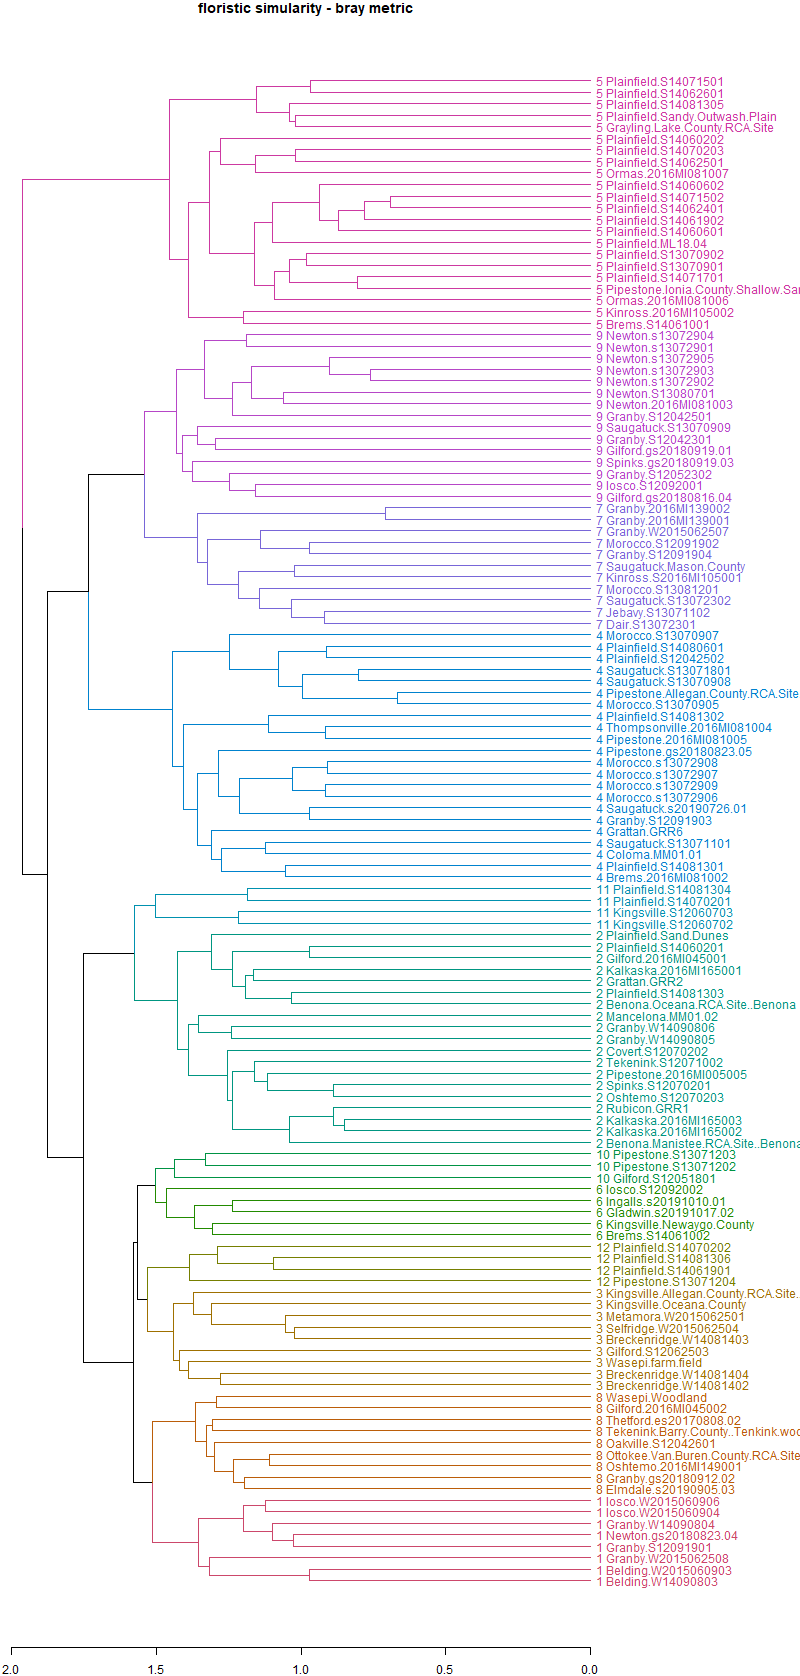 floristic simularity - bray metric
5 Plainfield.S14071501
5 Plainfield.S14062601
5 Plainfield.S14081305
5 Plainfield.Sandy.Outwash.Plain
5 Grayling.Lake.County.RCA.Site
5 Plainfield.S14060202
5 Plainfield.S14070203
5 Plainfield.S14062501
5 Ormas.2016MI081007
5 Plainfield.S14060602
5 Plainfield.S14071502
5 Plainfield.S14062401
5 Plainfield.S14061902
5 Plainfield.S14060601
5 Plainfield.ML18.04
5 Plainfield.S13070902
5 Plainfield.S13070901
5 Plainfield.S14071701
5 Pipestone.Ionia.County.Shallow.Sar
5 Ormas.2016MI081006
5 Kinross.2016MI105002
5 Brems.S14061001
9 Newton.s13072904
9 Newton.s13072901
9 Newton.s13072905
9 Newton.s13072903
9 Newton.s13072902
9 Newton.S13080701
9 Newton.2016MI081003
9 Granby.S12042501
9 Saugatuck.S13070909
9 Granby.S12042301
9 Gilford.gs20180919.01
9 Spinks.gs20180919.03
9 Granby.S12052302
9 Iosco.S12092001
9 Gilford.gs20180816.04
7 Granby.2016MI139002
7 Granby.2016MI139001
7 Granby.W2015062507
7 Morocco.S12091902
7 Granby.S12091904
7 Saugatuck.Mason.County
7 Kinross.S2016MI105001
7 Morocco.S13081201
7 Saugatuck.S13072302
7 Jebavy.S13071102
7 Dair.S13072301
4 Morocco.S13070907
4 Plainfield.S14080601
4 Plainfield.S12042502
4 Saugatuck.S13071801
4 Saugatuck.S13070908
4 Pipestone.Allegan.County.RCA.Site
4 Morocco.S13070905
4 Plainfield.S14081302
4 Thompsonville.2016MI081004
4 Pipestone.2016MI081005
4 Pipestone.gs20180823.05
4 Morocco.s13072908
4 Morocco.s13072907
4 Morocco.s13072909
4 Morocco.s13072906
4 Saugatuck.s20190726.01
4 Granby.S12091903
4 Grattan.GRR6
4 Saugatuck.S13071101
4 Coloma.MM01.01
4 Plainfield.S14081301
4 Brems.2016MI081002
11 Plainfield.S14081304
11 Plainfield.S14070201
11 Kingsville.S12060703
11 Kingsville.S12060702
2 Plainfield.Sand.Dunes
2 Plainfield.S14060201
2 Gilford.2016MI045001
2 Kalkaska.2016MI165001
2 Grattan.GRR2
2 Plainfield.S14081303
2 Benona.Oceana.RCA.Site..Benona
2 Mancelona.MM01.02
2 Granby.W14090806
2 Granby.W14090805
2 Covert.S12070202
2 Tekenink.S12071002
2 Pipestone.2016MI005005
2 Spinks.S12070201
2 Oshtemo.S12070203
2 Rubicon.GRR1
2 Kalkaska.2016MI165003
2 Kalkaska.2016MI165002
2 Benona.Manistee.RCA.Site..Benona
10 Pipestone.S13071203
10 Pipestone.S13071202
10 Gilford.S12051801
6 Iosco.S12092002
6 Ingalls.s20191010.01
6 Gladwin.s20191017.02
6 Kingsville.Newaygo.County
6 Brems.S14061002
12 Plainfield.S14070202
12 Plainfield.S14081306
12 Plainfield.S14061901
12 Pipestone.S13071204
3 Kingsville.Allegan.County.RCA.Site.
3 Kingsville.Oceana.County
3 Metamora.W2015062501
3 Selfridge.W2015062504
3 Breckenridge.W14081403
3 Gilford.S12062503
3 Wasepi.farm.field
3 Breckenridge.W14081404
3 Breckenridge.W14081402
8 Wasepi.Woodland
8 Gilford.2016MI045002
8 Thetford.es20170808.02
8 Tekenink.Barry.County..Tenkink.woo
8 Oakville.S12042601
8 Ottokee.Van.Buren.County.RCA.Site
8 Oshtemo.2016MI149001
8 Granby.gs20180912.02
8 Elmdale.s20190905.03
1 Iosco.W2015060906
1 Iosco.W2015060904
1 Granby.W14090804
1 Newton.gs20180823.04
1 Granby.S12091901
1 Granby.W2015062508
1 Belding.W2015060903
1 Belding.W14090803
2.0 1.5 1.0 0.5 0.0